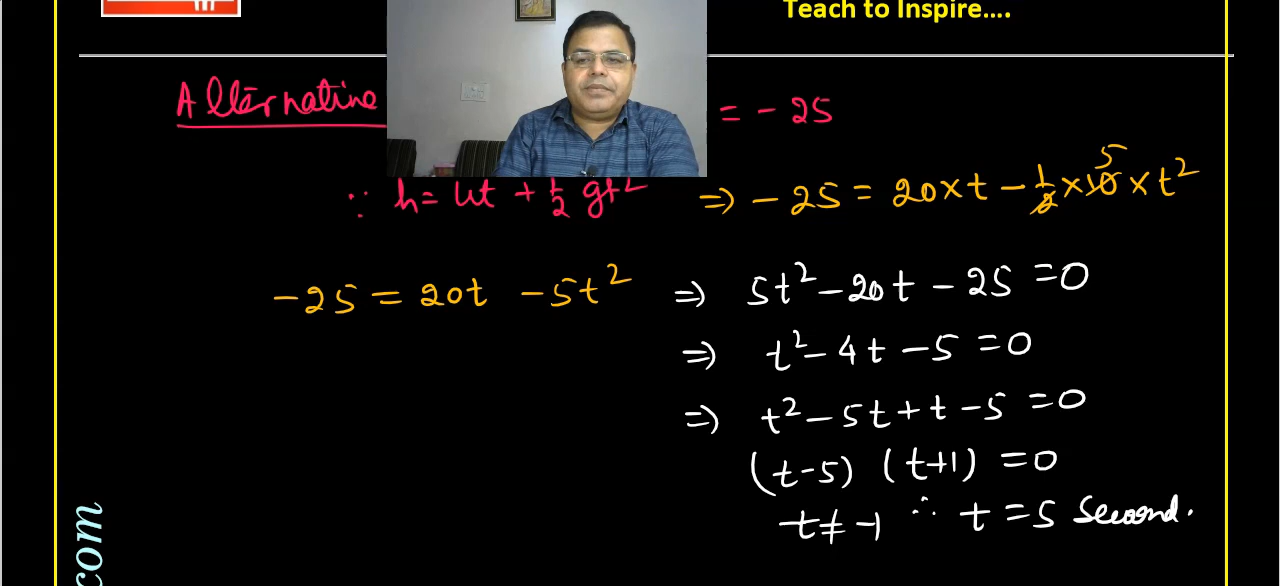 Teach to Inspire....
Alternative = - 25
∵ h = ut + 1/2 gt² ⇒ - 25 = 20 × t - 1/2 × 10 × t²
5
-25 = 20t - 5t² ⇒ 5t² - 20t - 25 = 0
⇒ t² - 4t - 5 = 0
⇒ t² - 5t + t - 5 = 0
(t-5) (t+1) = 0
t ≠ -1 ∴ t = 5 Second.
com